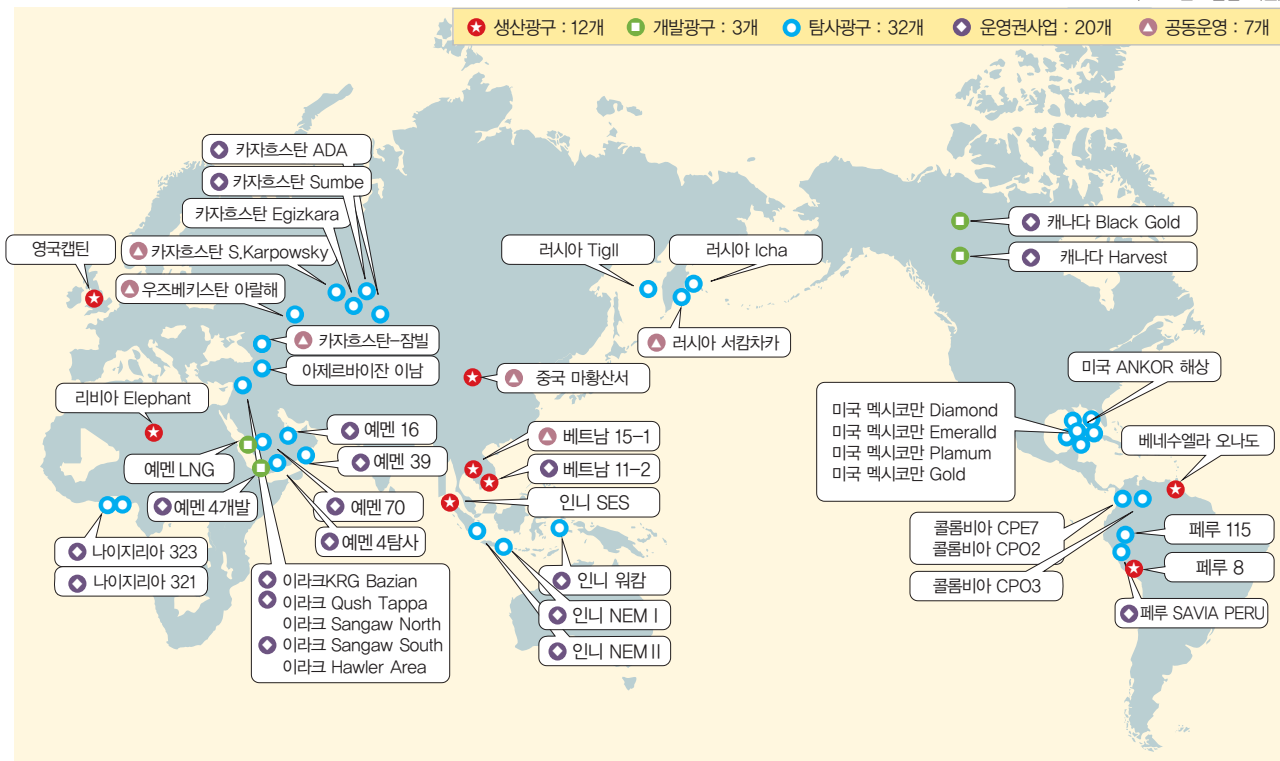 생산광구 : 12개 개발광구 : 3개 탐사광구 : 32개 운영권사업 : 20개 공동운영 : 7개
카자흐스탄 ADA
카자흐스탄 Sumbe
카자흐스탄 Egizkara
카자흐스탄 S.Karpowsky
우즈베키스탄 아랄해
영국캡틴
카자흐스탄-잠빌
아제르바이잔 이남
리비아 Elephant
예멘 LNG
예멘 4개발
예멘 16
예멘 39
예멘 70
예멘 4탐사
나이지리아 323
나이지리아 321
이라크KRG Bazian
이라크 Qush Tappa
이라크 Sangaw North
이라크 Sangaw South
이라크 Hawler Area
러시아 Tigll
러시아 Icha
러시아 서캄차카
중국 마황산서
베트남 15-1
베트남 11-2
인니 SES
인니 워캄
인니 NEM I
인니 NEM II
캐나다 Black Gold
캐나다 Harvest
미국 ANKOR 해상
미국 멕시코만 Diamond
미국 멕시코만 Emeralld
미국 멕시코만 Plamum
미국 멕시코만 Gold
베네수엘라 오나도
콜롬비아 CPE7
콜롬비아 CPO2
콜롬비아 CPO3
페루 115
페루 8
페루 SAVIA PERU